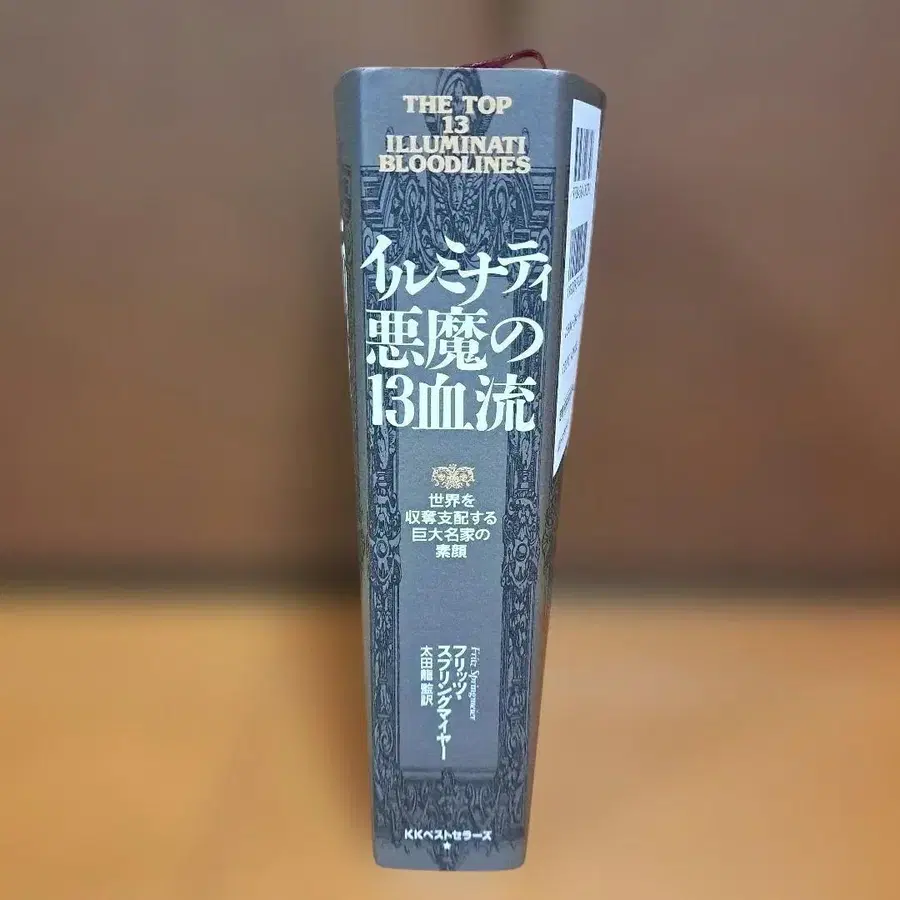 THE TOP
13
ILLUMINATI
BLOODLINES
イルミナティ
悪魔の
13血流
世界を
収奪支配する
巨大名家の
素顔
Fritz Springmeier
フリッツ・
スプリングマイヤー
太田龍 監訳
KKベストセラーズ